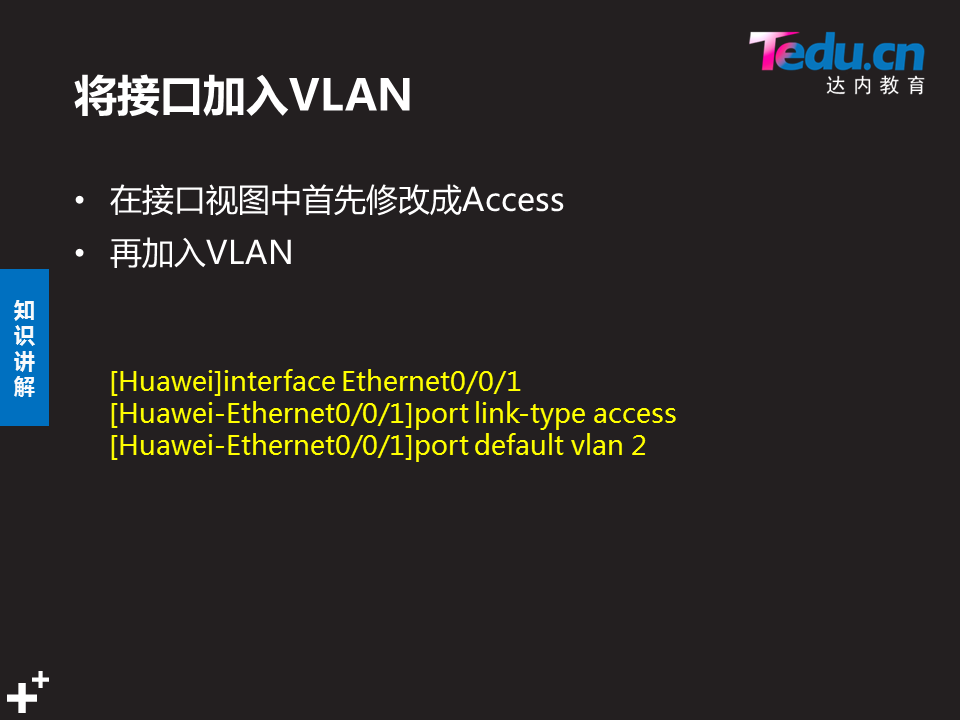 Tedu.cn
达内教育
将接口加入VLAN
• 在接口视图中首先修改成Access
• 再加入VLAN
知
识
讲
解
[Huawei]interface Ethernet0/0/1
[Huawei-Ethernet0/0/1]port link-type access
[Huawei-Ethernet0/0/1]port default vlan 2